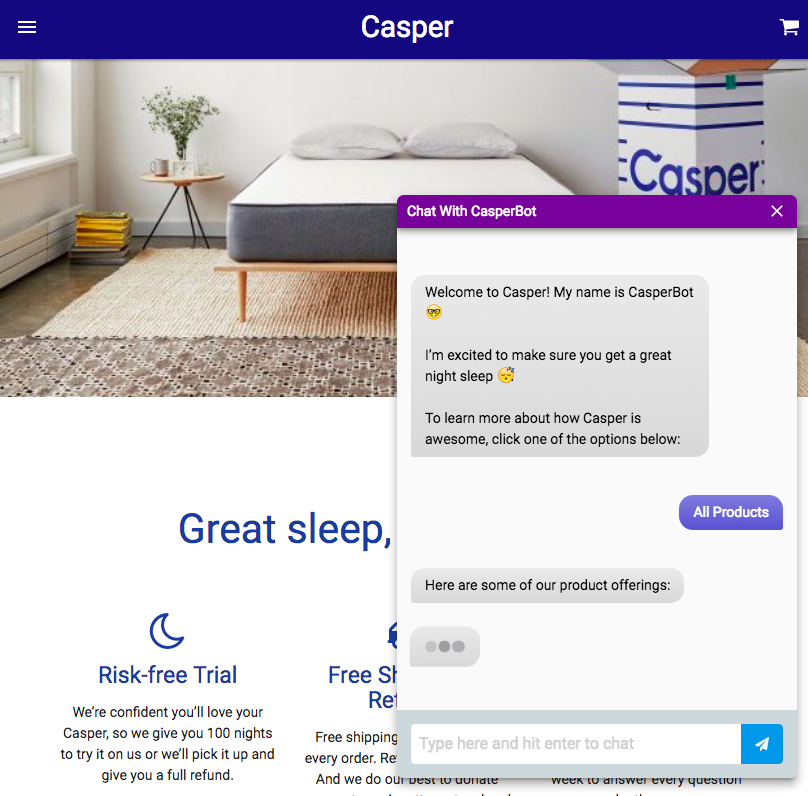 Casper
Casper
Chat With CasperBot
Welcome to Casper! My name is CasperBot
🤓
I’m excited to make sure you get a great
night sleep 😴
To learn more about how Casper is
awesome, click one of the options below:
All Products
Here are some of our product offerings:
Type here and hit enter to chat
Great sleep,
Risk-free Trial
We’re confident you’ll love your
Casper, so we give you 100 nights
to try it on us or we’ll pick it up and
give you a full refund.
Free Sh
Ret
Free shipping
every order. Re
And we do our best to donate
week to answer every question